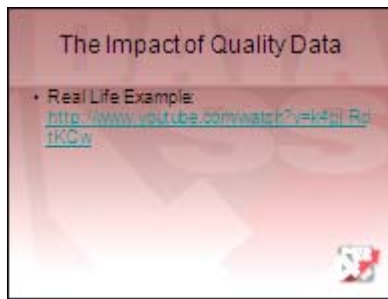 The Impact of Quality Data
• Real Life Example:
http://www.youtube.com/watch?v=